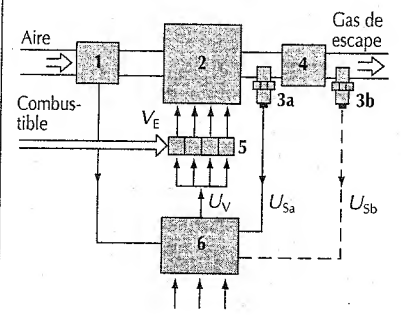 Gas de
escape
Aire
1
2
4
3a
3b
Combus-
tible
V_E
5
U_V
U_Sa
U_Sb
6